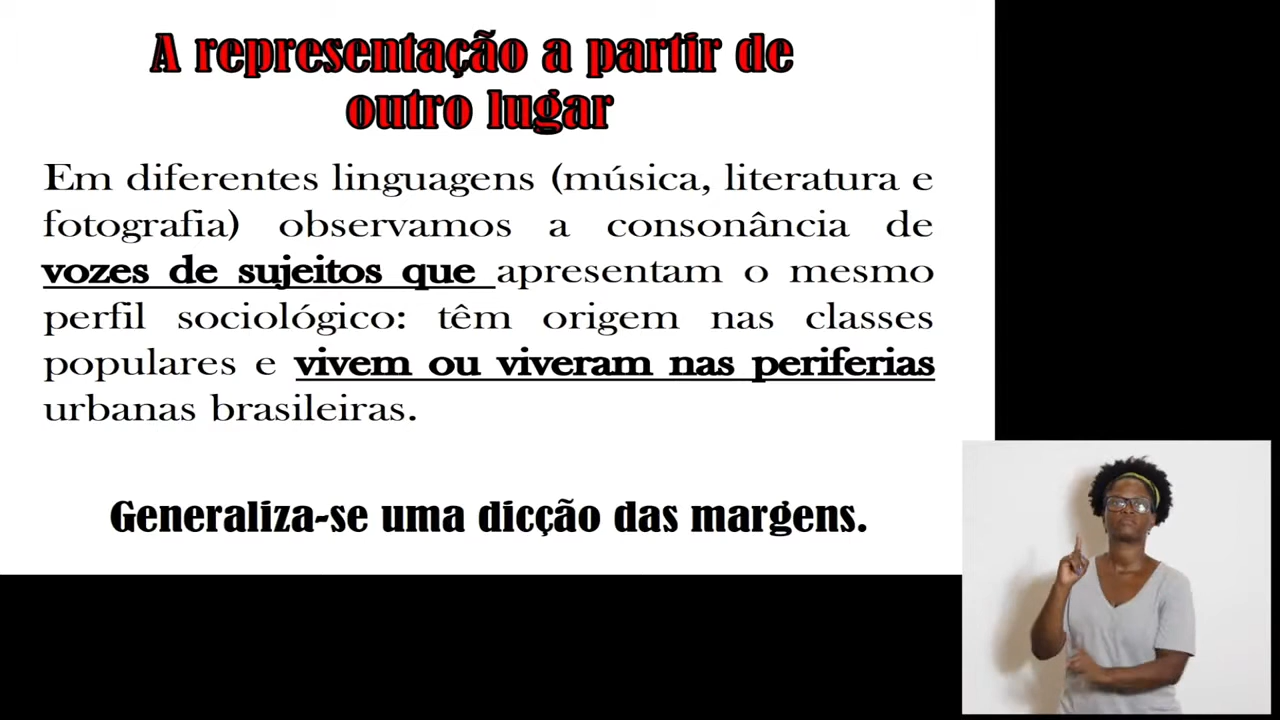 A representação a partir de
outro lugar
Em diferentes linguagens (música, literatura e
fotografia) observamos a consonância de
vozes de sujeitos que apresentam o mesmo
perfil sociológico: têm origem nas classes
populares e vivem ou viveram nas periferias
urbanas brasileiras.
Generaliza-se uma dicção das margens.